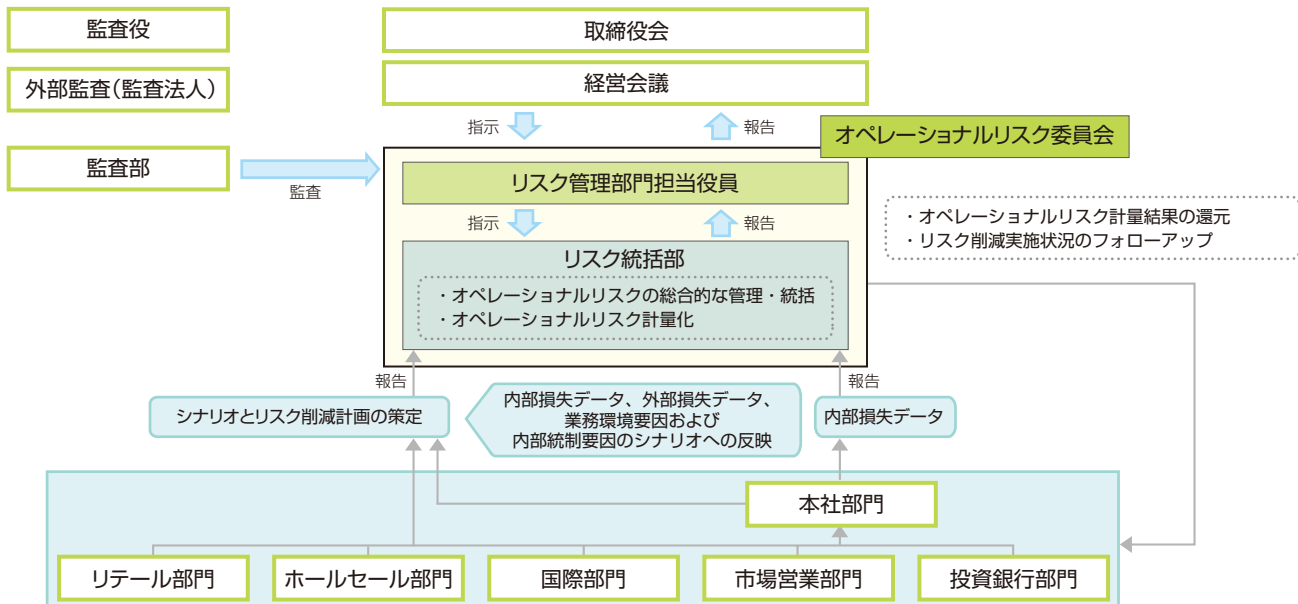 監査役
取締役会
外部監査（監査法人）
経営会議
指示
報告
オペレーショナルリスク委員会
監査部
監査
リスク管理部門担当役員
指示
報告
・オペレーショナルリスク計量結果の還元
・リスク削減実施状況のフォローアップ
リスク統括部
・オペレーショナルリスクの総合的な管理・統括
・オペレーショナルリスク計量化
報告
報告
シナリオとリスク削減計画の策定
内部損失データ、外部損失データ、
業務環境要因および
内部統制要因のシナリオへの反映
内部損失データ
本社部門
リテール部門
ホールセール部門
国際部門
市場営業部門
投資銀行部門